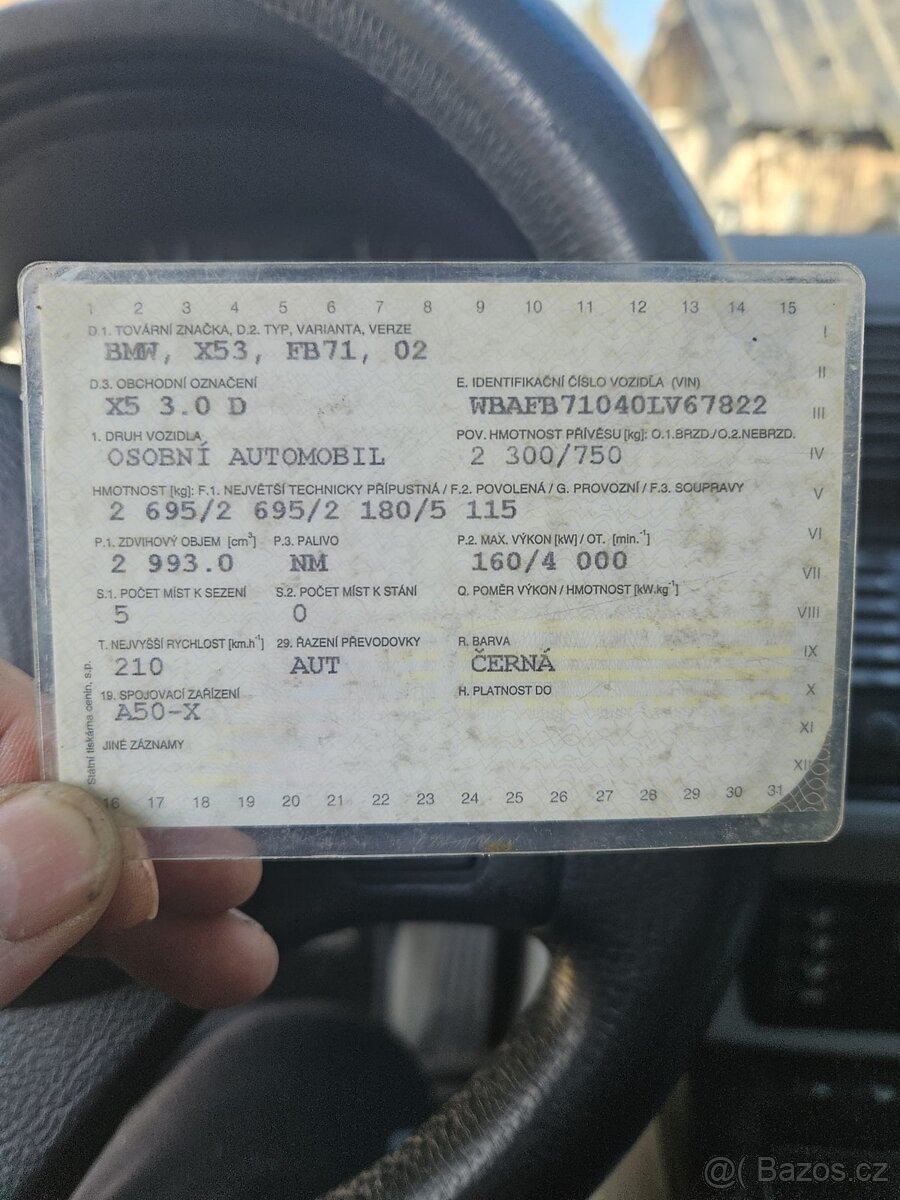 1 2 3 4 5 6 7 8 9 10 11 12 13 14 15
D.1. TOVÁRNÍ ZNAČKA, D.2. TYP, VARIANTA, VERZE
I
BMW, X53, FB71, 02
II
D.3. OBCHODNÍ OZNAČENÍ E. IDENTIFIKAČNÍ ČÍSLO VOZIDLA (VIN)
X5 3.0 D WBAFB71040LV67822
III
1. DRUH VOZIDLA POV. HMOTNOST PŘÍVĚSU [kg]: O.1.BRZD./O.2.NEBRZD.
OSOBNÍ AUTOMOBIL 2 300/750
IV
HMOTNOST [kg]: F.1. NEJVĚTŠÍ TECHNICKY PŘÍPUSTNÁ / F.2. POVOLENÁ / G. PROVOZNÍ / F.3. SOUPRAVY
V
2 695/2 695/2 180/5 115
VI
P.1. ZDVIHOVÝ OBJEM [cm³] P.3. PALIVO P.2. MAX. VÝKON [kW] / OT. [min.⁻¹]
2 993.0 NM 160/4 000
VII
S.1. POČET MÍST K SEZENÍ S.2. POČET MÍST K STÁNÍ Q. POMĚR VÝKON / HMOTNOST [kW.kg⁻¹]
5 0
VIII
T. NEJVYŠŠÍ RYCHLOST [km.h⁻¹] 29. ŘAZENÍ PŘEVODOVKY R. BARVA
IX
210 AUT ČERNÁ
19. SPOJOVACÍ ZAŘÍZENÍ H. PLATNOST DO
X
A50-X
XI
JINÉ ZÁZNAMY
XII
Státní tiskárna cenin, s.p.
16 17 18 19 20 21 22 23 24 25 26 27 28 29 30 31
@( Bazos.cz